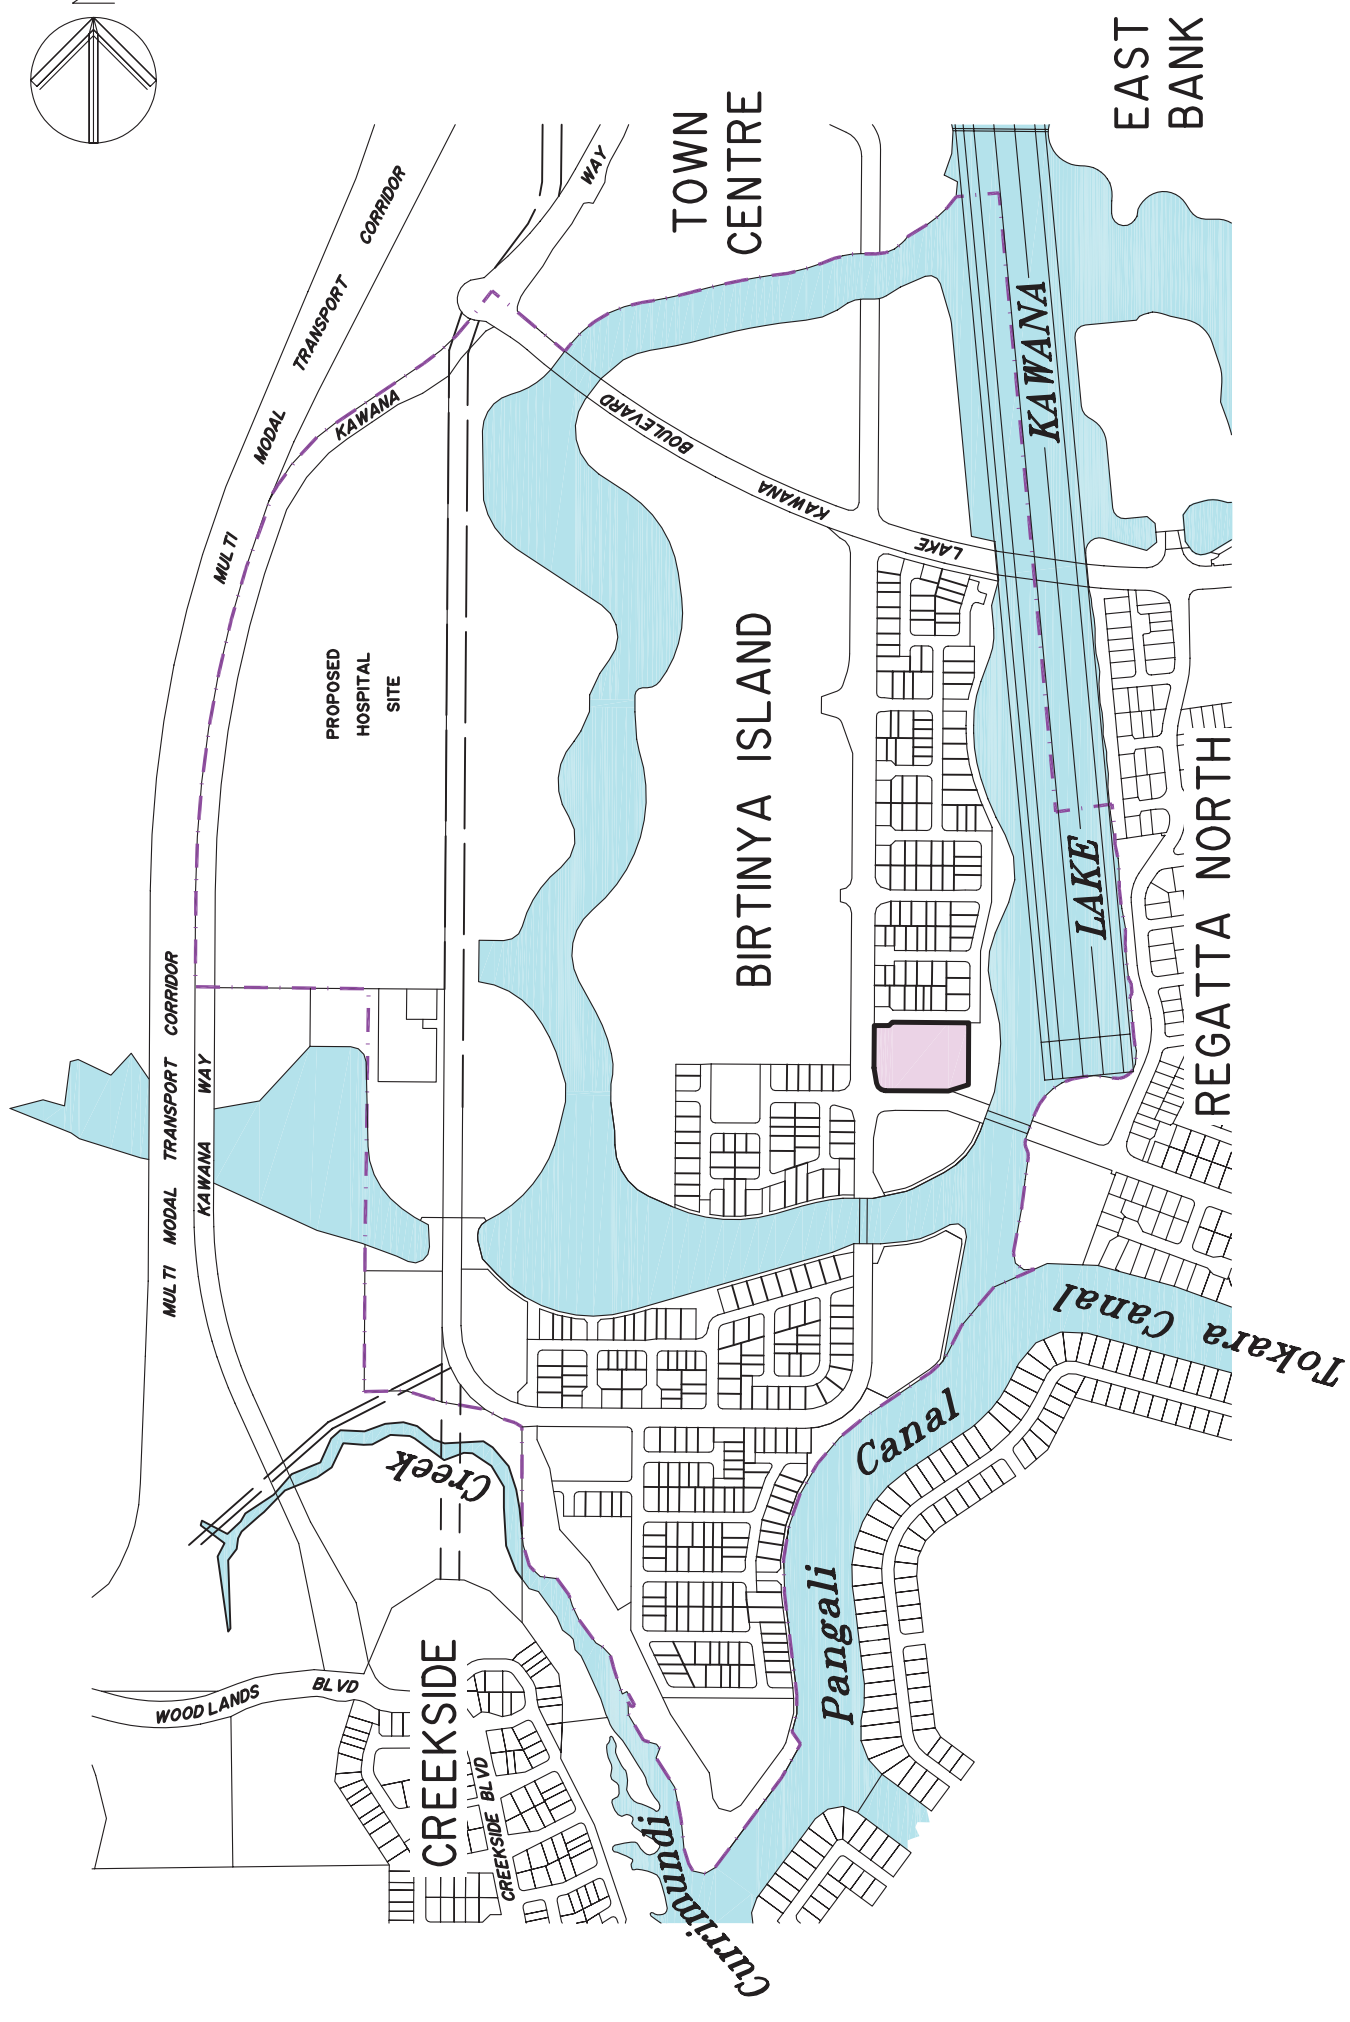 EAST
BANK
TOWN
CENTRE
WAY
MULTI MODAL TRANSPORT CORRIDOR
KAWANA
LAKE KAWANA BOULEVARD
PROPOSED
HOSPITAL
SITE
BIRTINYA ISLAND
LAKE KAWANA
REGATTA NORTH
MULTI MODAL TRANSPORT CORRIDOR
KAWANA WAY
Tokara Canal
Pangali Canal
Currimundi Creek
CREEKSIDE
CREEKSIDE BLVD
WOODLANDS BLVD